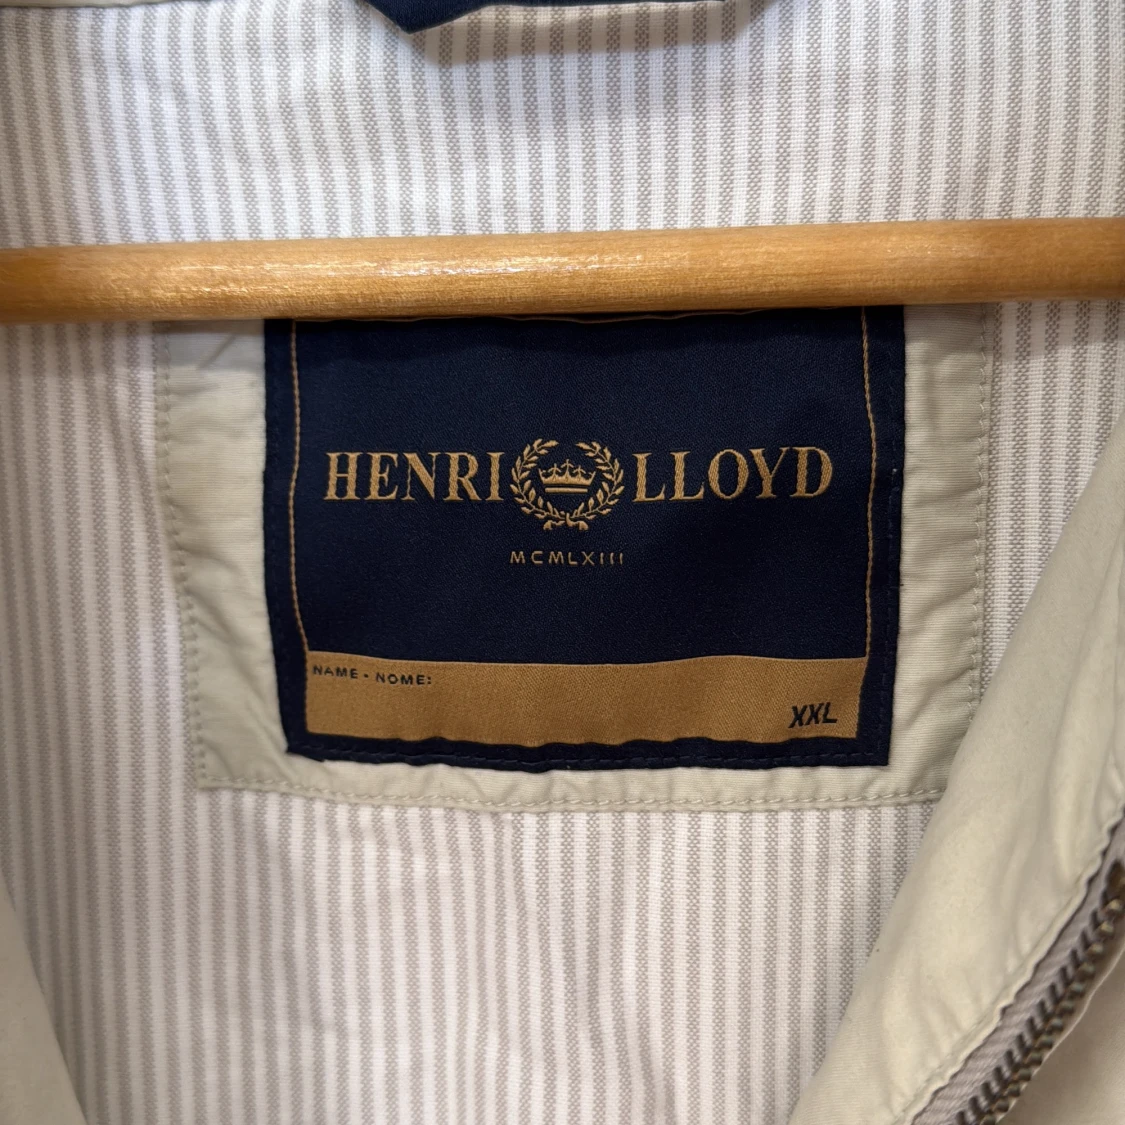 HENRI LLOYD
MCMLXIII
NAME - NOME:
XXL